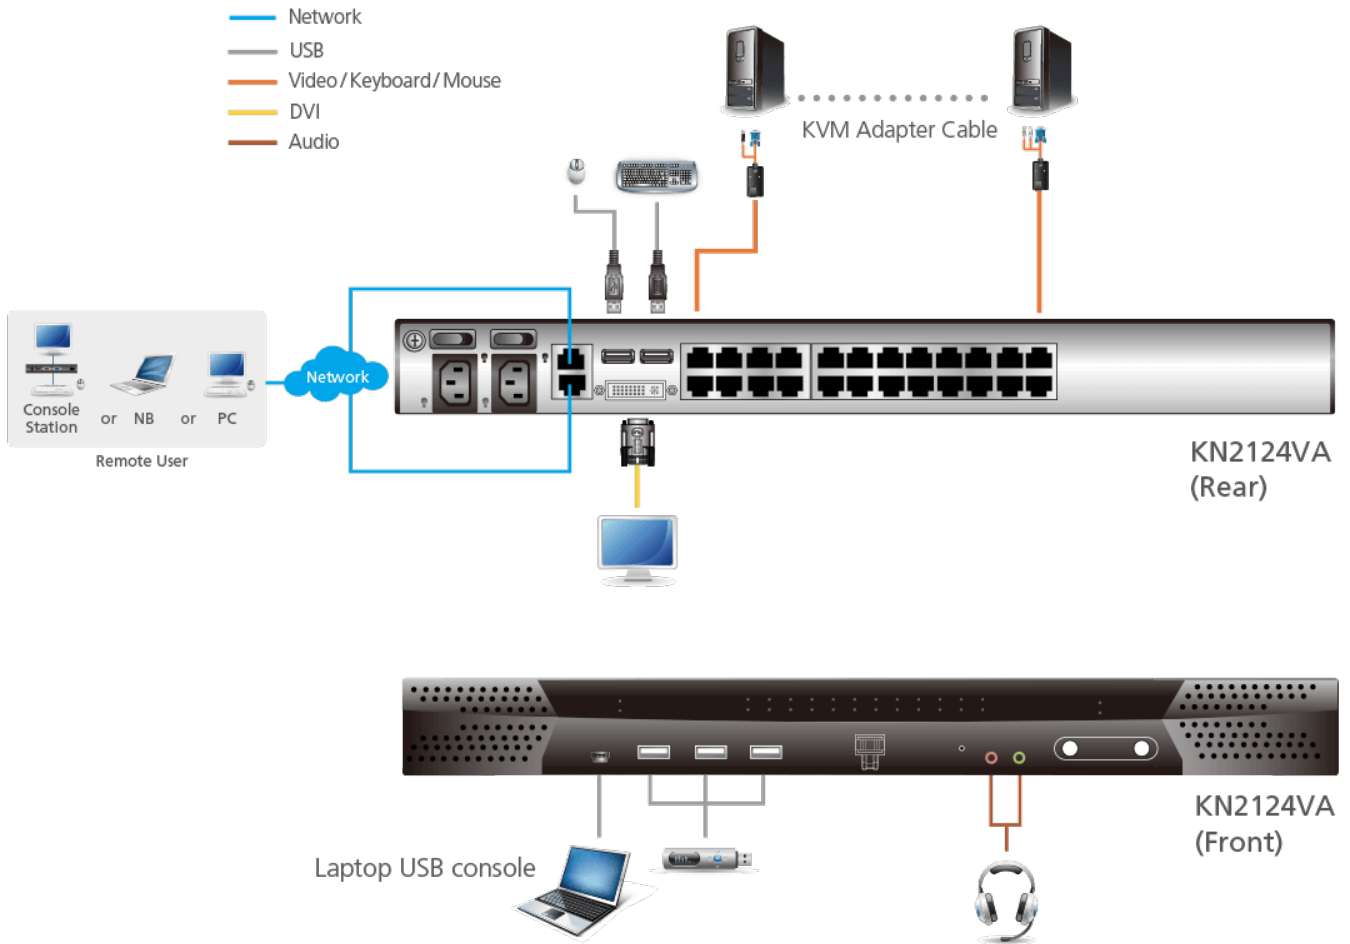 Network
USB
Video/Keyboard/Mouse
DVI
Audio
KVM Adapter Cable
Network
Console
Station
or
NB
or
PC
Remote User
KN2124VA
(Rear)
KN2124VA
(Front)
Laptop USB console